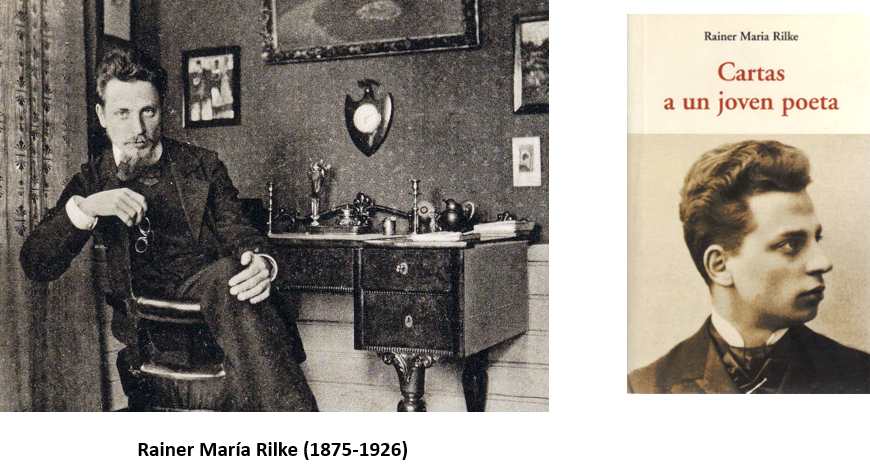 Rainer Maria Rilke
Cartas
a un joven poeta
Rainer María Rilke (1875-1926)